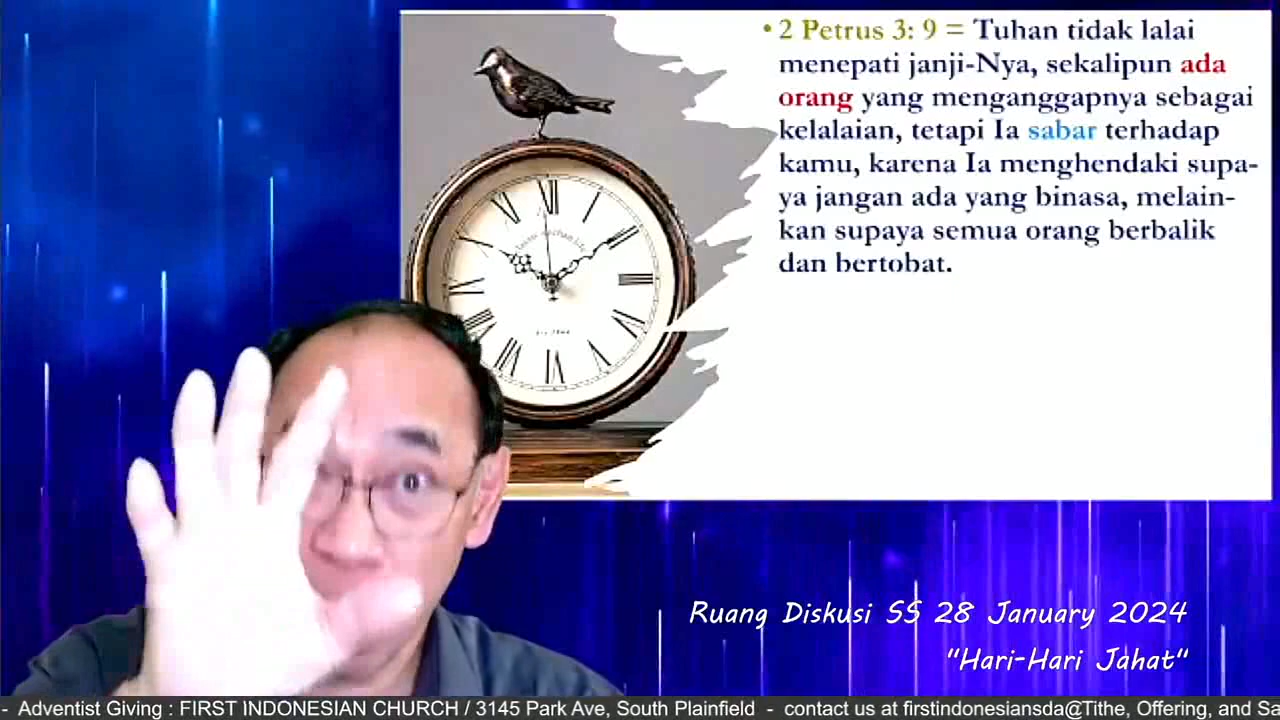 • 2 Petrus 3: 9 = Tuhan tidak lalai
menepati janji-Nya, sekalipun ada
orang yang menganggapnya sebagai
kelalaian, tetapi Ia sabar terhadap
kamu, karena Ia menghendaki supa-
ya jangan ada yang binasa, melain-
kan supaya semua orang berbalik
dan bertobat.
Ruang Diskusi SS 28 January 2024
"Hari-Hari Jahat"
- Adventist Giving : FIRST INDONESIAN CHURCH / 3145 Park Ave, South Plainfield - contact us at firstindonesiansda@Tithe, Offering, and Sa